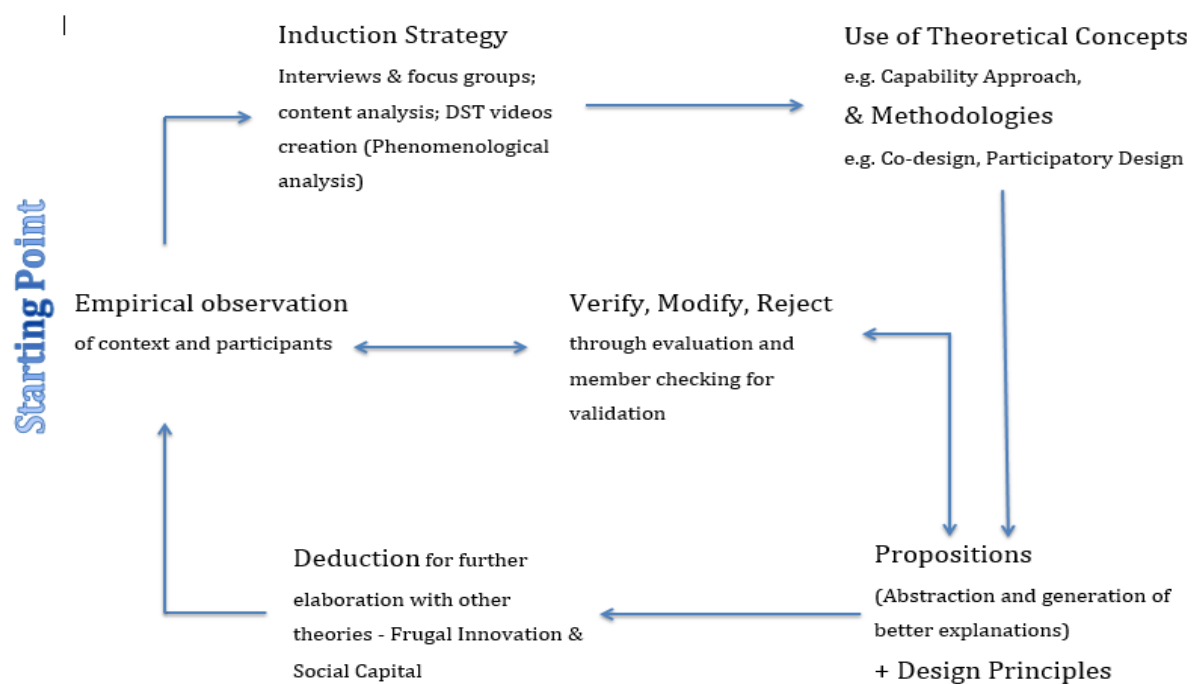 Induction Strategy
Interviews & focus groups;
content analysis; DST videos
creation (Phenomenological
analysis)
Use of Theoretical Concepts
e.g. Capability Approach,
& Methodologies
e.g. Co-design, Participatory Design
Starting Point
Empirical observation
of context and participants
Verify, Modify, Reject
through evaluation and
member checking for
validation
Deduction for further
elaboration with other
theories - Frugal Innovation &
Social Capital
Propositions
(Abstraction and generation of
better explanations)
+ Design Principles